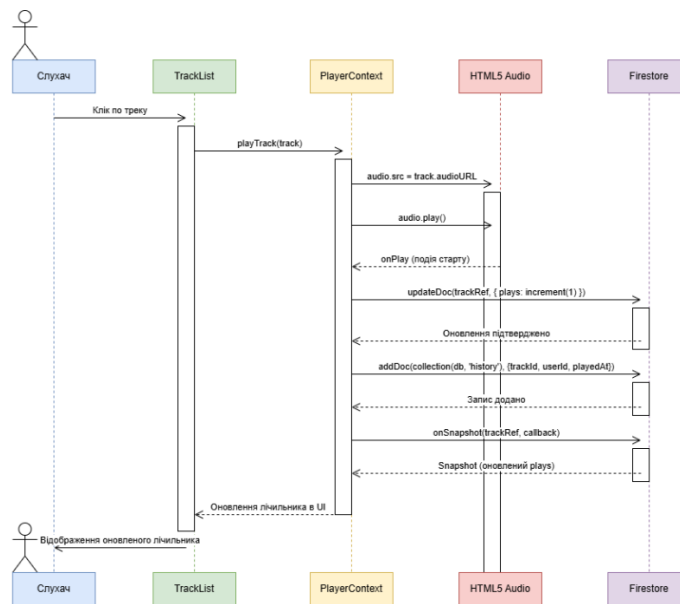 Слухач
TrackList
PlayerContext
HTML5 Audio
Firestore
Клік по треку
playTrack(track)
audio.src = track.audioURL
audio.play()
onPlay (подія старту)
updateDoc(trackRef, { plays: increment(1) })
Оновлення підтверджено
addDoc(collection(db, 'history'), {trackId, userId, playedAt})
Запис додано
onSnapshot(trackRef, callback)
Snapshot (оновлений plays)
Оновлення лічильника в UI
Відображення оновленого лічильника
Слухач
TrackList
PlayerContext
HTML5 Audio
Firestore